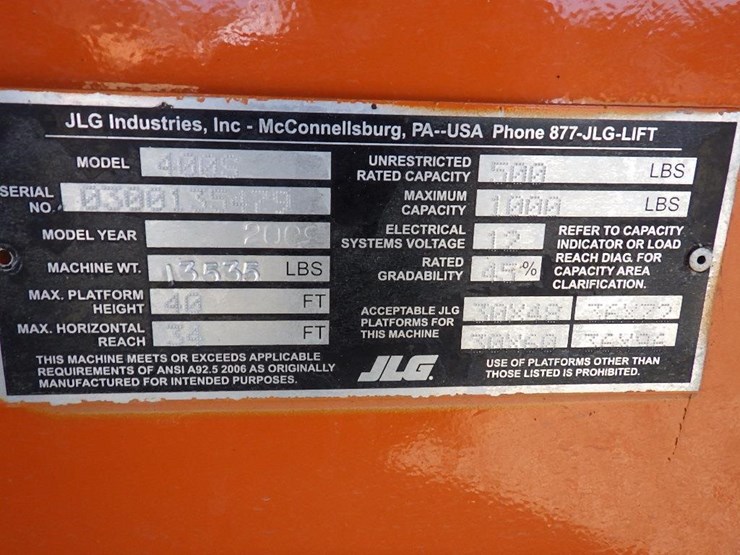 JLG Industries, Inc - McConnellsburg, PA--USA Phone 877-JLG-LIFT
MODEL 400S
SERIAL NO.
MODEL YEAR
MACHINE WT. 13535 LBS
MAX. PLATFORM HEIGHT 40 FT
MAX. HORIZONTAL REACH 34 FT
THIS MACHINE MEETS OR EXCEEDS APPLICABLE
REQUIREMENTS OF ANSI A92.5 2006 AS ORIGINALLY
MANUFACTURED FOR INTENDED PURPOSES.
UNRESTRICTED
RATED CAPACITY 500 LBS
MAXIMUM
CAPACITY 1000 LBS
ELECTRICAL
SYSTEMS VOLTAGE 12
RATED
GRADABILITY 45 %
REFER TO CAPACITY
INDICATOR OR LOAD
REACH DIAG. FOR
CAPACITY AREA
CLARIFICATION.
ACCEPTABLE JLG
PLATFORMS FOR
THIS MACHINE
30X48 36X72
30X60 36X96
JLG.
USE OF PLATFORMS OTHER THAN
THOSE LISTED IS PROHIBITED.